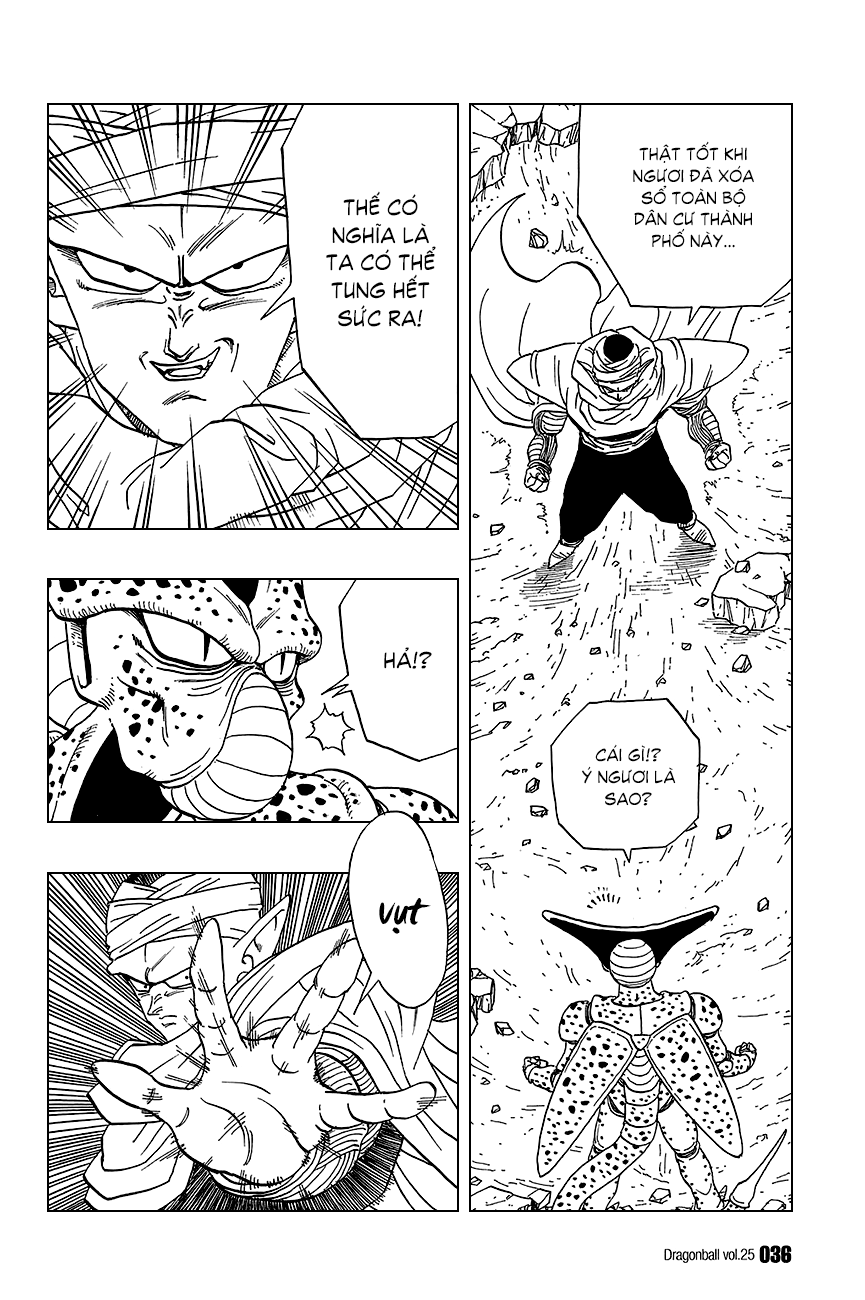 THẬT TỐT KHI
NGƯƠI ĐÃ XÓA
SỔ TOÀN BỘ
DÂN CƯ THÀNH
PHỐ NÀY...
CÁI GÌ!?
Ý NGƯƠI LÀ
SAO?
THẾ CÓ
NGHĨA LÀ
TA CÓ THỂ
TUNG HẾT
SỨC RA!
HẢ!?
VỤT
Dragonball vol.25 036